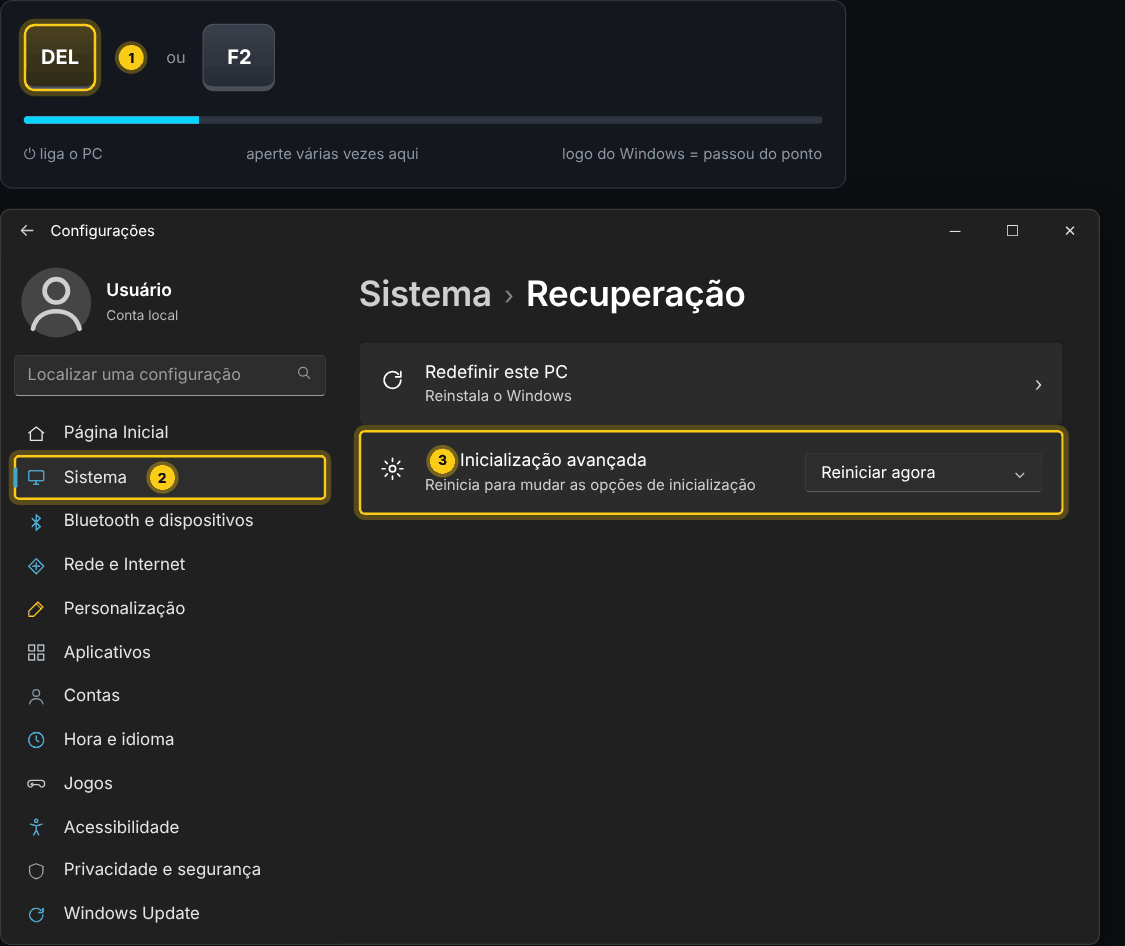 DEL
1
ou
F2
liga o PC
aperte várias vezes aqui
logo do Windows = passou do ponto
Configurações
Usuário
Conta local
Localizar uma configuração
Página Inicial
Sistema
2
Bluetooth e dispositivos
Rede e Internet
Personalização
Aplicativos
Contas
Hora e idioma
Jogos
Acessibilidade
Privacidade e segurança
Windows Update
Sistema › Recuperação
Redefinir este PC
Reinstala o Windows
3 Inicialização avançada
Reinicia para mudar as opções de inicialização
Reiniciar agora